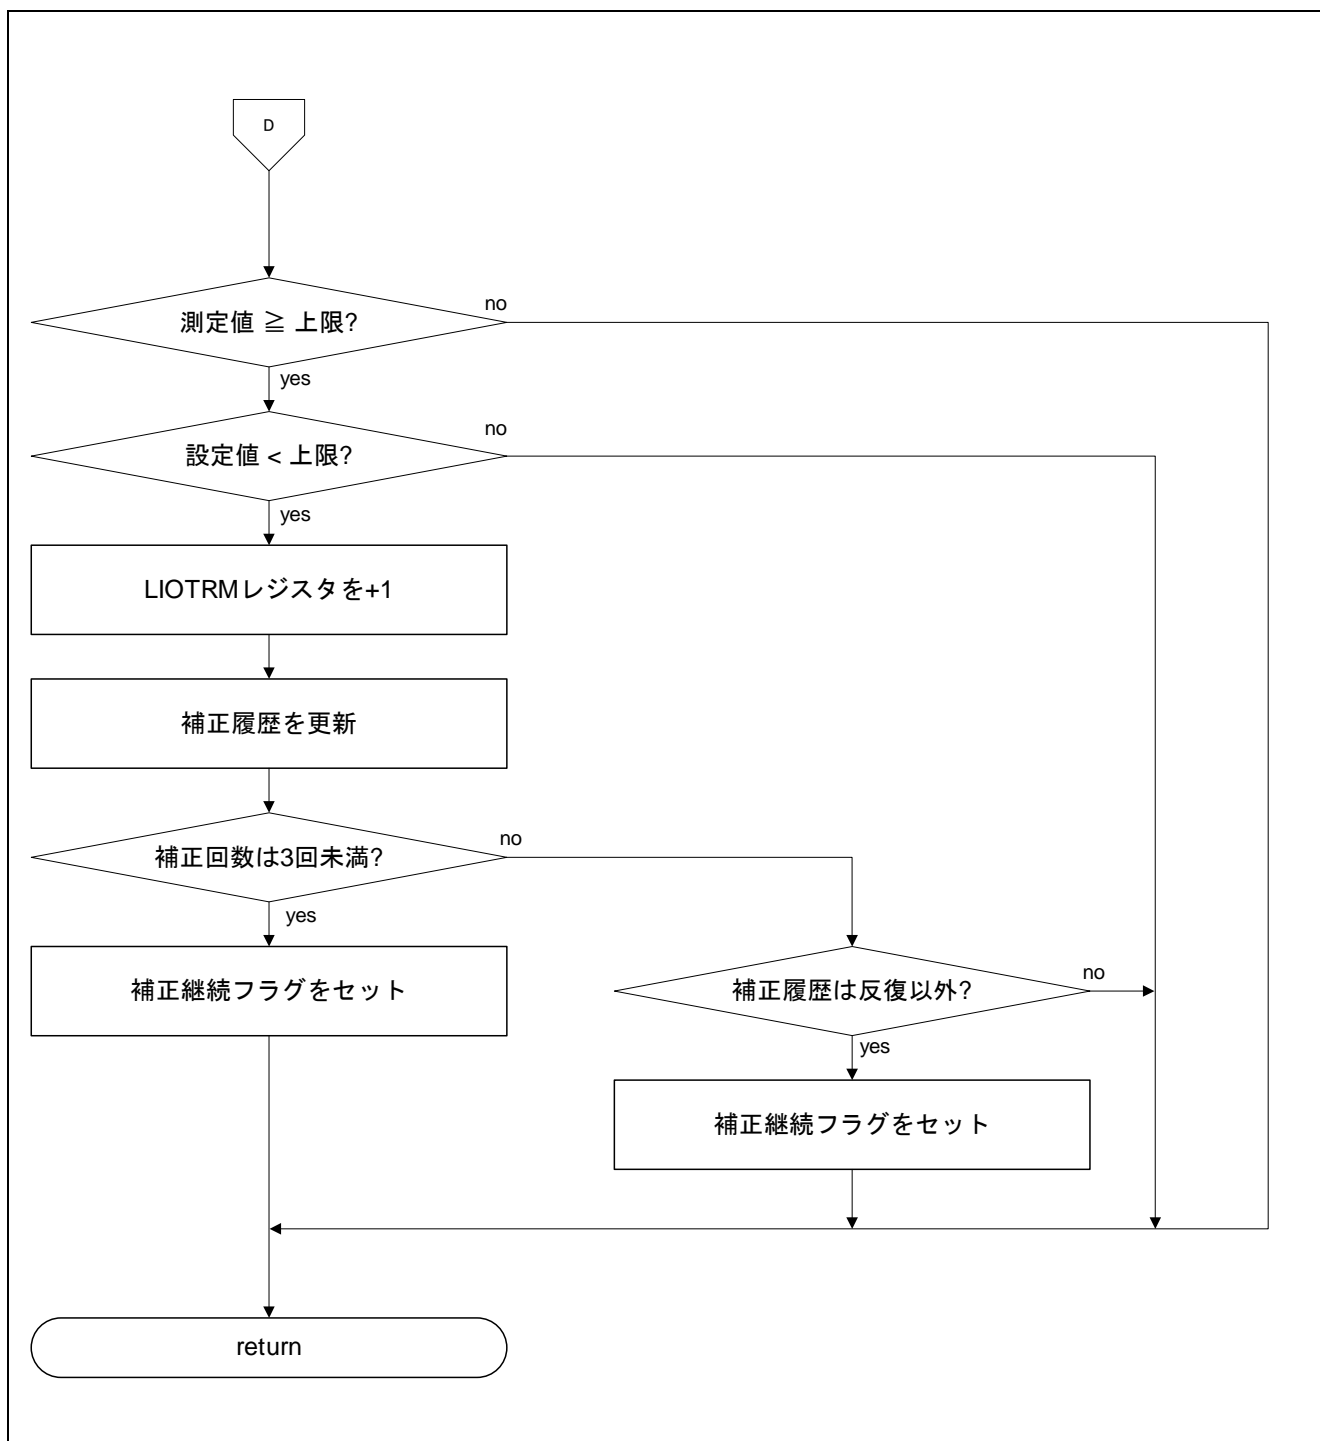 D
測定値 ≧ 上限?
no
yes
設定値 < 上限?
no
yes
LIOTRMレジスタを+1
補正履歴を更新
補正回数は3回未満?
no
yes
補正継続フラグをセット
補正履歴は反復以外?
no
yes
補正継続フラグをセット
return